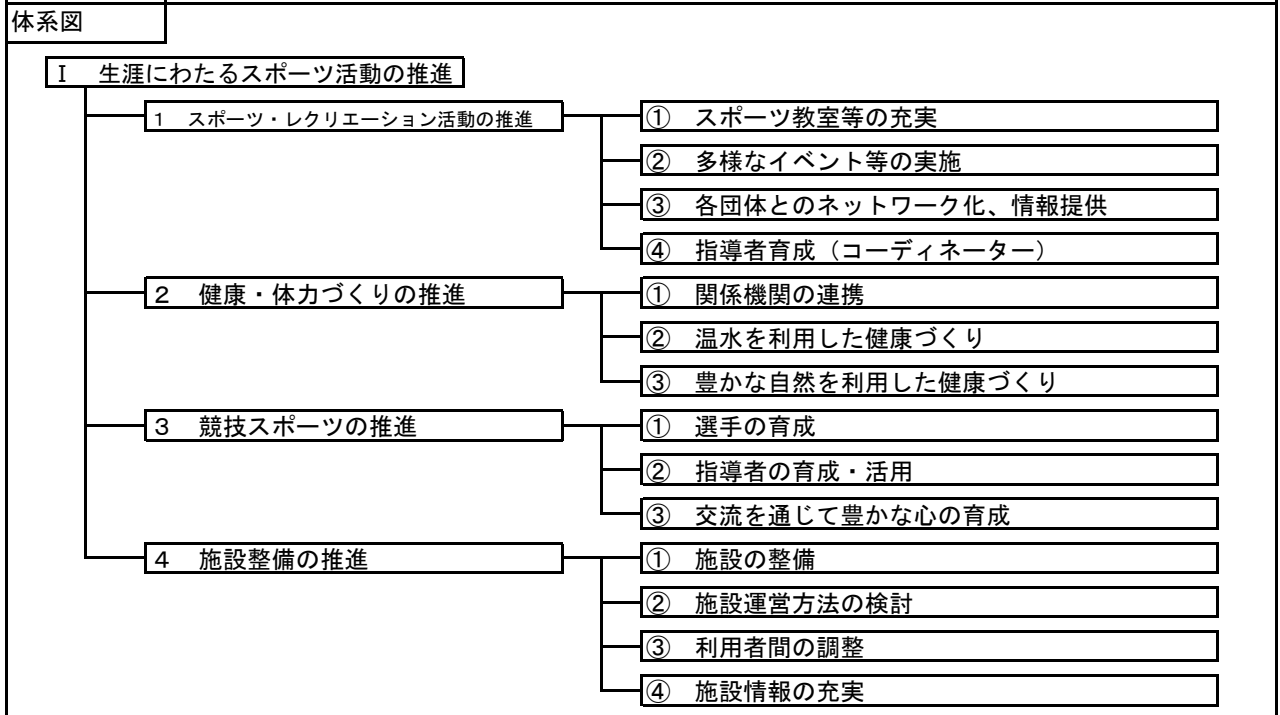 体系図
Ⅰ　生涯にわたるスポーツ活動の推進
1　スポーツ・レクリエーション活動の推進
①　スポーツ教室等の充実
②　多様なイベント等の実施
③　各団体とのネットワーク化、情報提供
④　指導者育成（コーディネーター）
2　健康・体力づくりの推進
①　関係機関の連携
②　温水を利用した健康づくり
③　豊かな自然を利用した健康づくり
3　競技スポーツの推進
①　選手の育成
②　指導者の育成・活用
③　交流を通じて豊かな心の育成
4　施設整備の推進
①　施設の整備
②　施設運営方法の検討
③　利用者間の調整
④　施設情報の充実